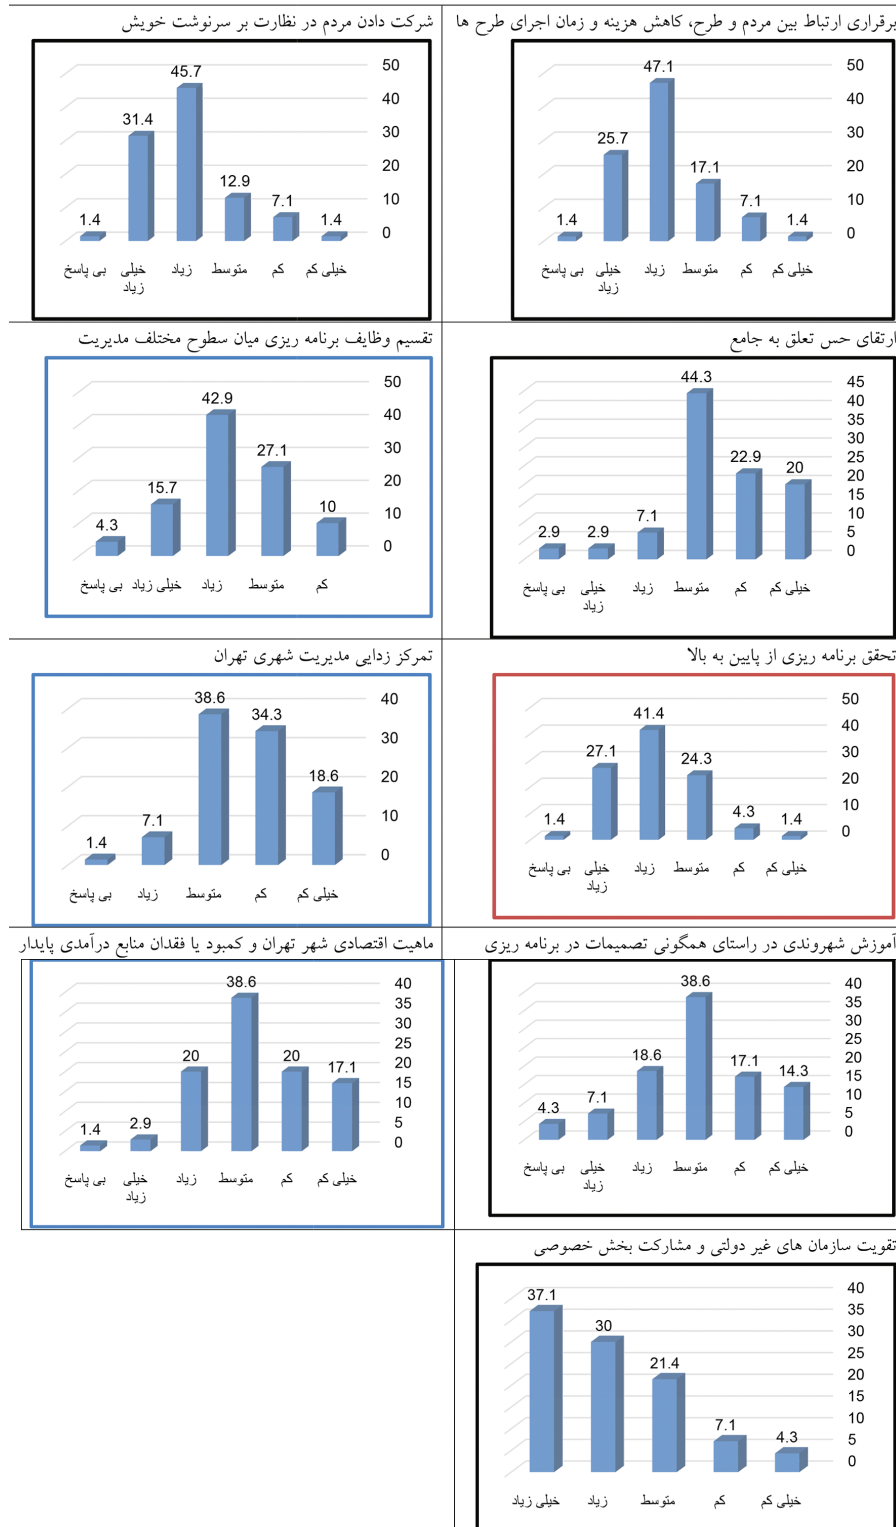 برقراری ارتباط بین مردم و طرح، کاهش هزینه و زمان اجرای طرح ها
50
40
30
20
10
0
1.4 25.7 47.1 17.1 7.1 1.4
بی پاسخ
خیلی زیاد
زیاد
متوسط
کم
خیلی کم
شرکت دادن مردم در نظارت بر سرنوشت خویش
50
40
30
20
10
0
1.4 31.4 45.7 12.9 7.1 1.4
بی پاسخ
خیلی زیاد
زیاد
متوسط
کم
خیلی کم
ارتقای حس تعلق به جامع
45
40
35
30
25
20
15
10
5
0
2.9 2.9 7.1 44.3 22.9 20
بی پاسخ
خیلی زیاد
زیاد
متوسط
کم
خیلی کم
تقسیم وظایف برنامه ریزی میان سطوح مختلف مدیریت
50
40
30
20
10
0
4.3 15.7 42.9 27.1 10
بی پاسخ
خیلی زیاد
زیاد
متوسط
کم
تحقق برنامه ریزی از پایین به بالا
50
40
30
20
10
0
1.4 27.1 41.4 24.3 4.3 1.4
بی پاسخ
خیلی زیاد
زیاد
متوسط
کم
خیلی کم
تمرکز زدایی مدیریت شهری تهران
40
30
20
10
0
1.4 7.1 38.6 34.3 18.6
بی پاسخ
زیاد
متوسط
کم
خیلی کم
آموزش شهروندی در راستای همگونی تصمیمات در برنامه ریزی
40
35
30
25
20
15
10
5
0
4.3 7.1 18.6 38.6 17.1 14.3
بی پاسخ
خیلی زیاد
زیاد
متوسط
کم
خیلی کم
ماهیت اقتصادی شهر تهران و کمبود یا فقدان منابع درآمدی پایدار
40
35
30
25
20
15
10
5
0
1.4 2.9 20 38.6 20 17.1
بی پاسخ
خیلی زیاد
زیاد
متوسط
کم
خیلی کم
تقویت سازمان های غیر دولتی و مشارکت بخش خصوصی
40
35
30
25
20
15
10
5
0
37.1 30 21.4 7.1 4.3
خیلی زیاد
زیاد
متوسط
کم
خیلی کم